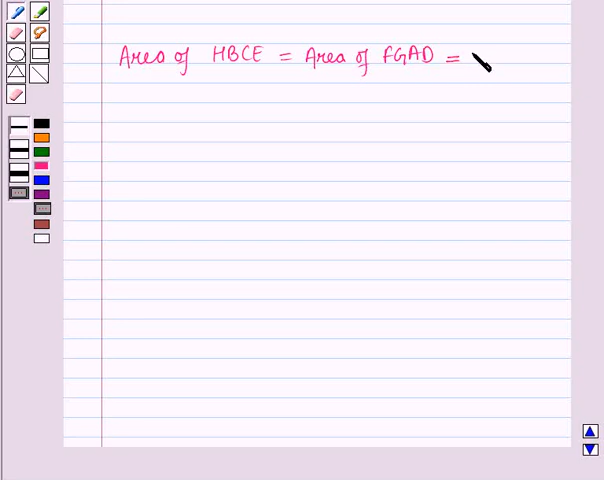 Area of HBCE = Area of FGAD =